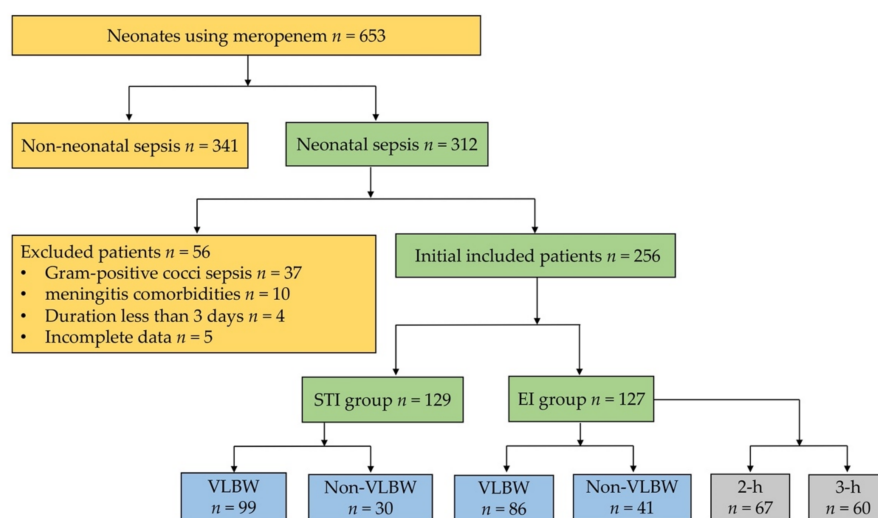 Neonates using meropenem n = 653
Non-neonatal sepsis n = 341
Neonatal sepsis n = 312
Excluded patients n = 56
• Gram-positive cocci sepsis n = 37
• meningitis comorbidities n = 10
• Duration less than 3 days n = 4
• Incomplete data n = 5
Initial included patients n = 256
STI group n = 129
EI group n = 127
VLBW
n = 99
Non-VLBW
n = 30
VLBW
n = 86
Non-VLBW
n = 41
2-h
n = 67
3-h
n = 60